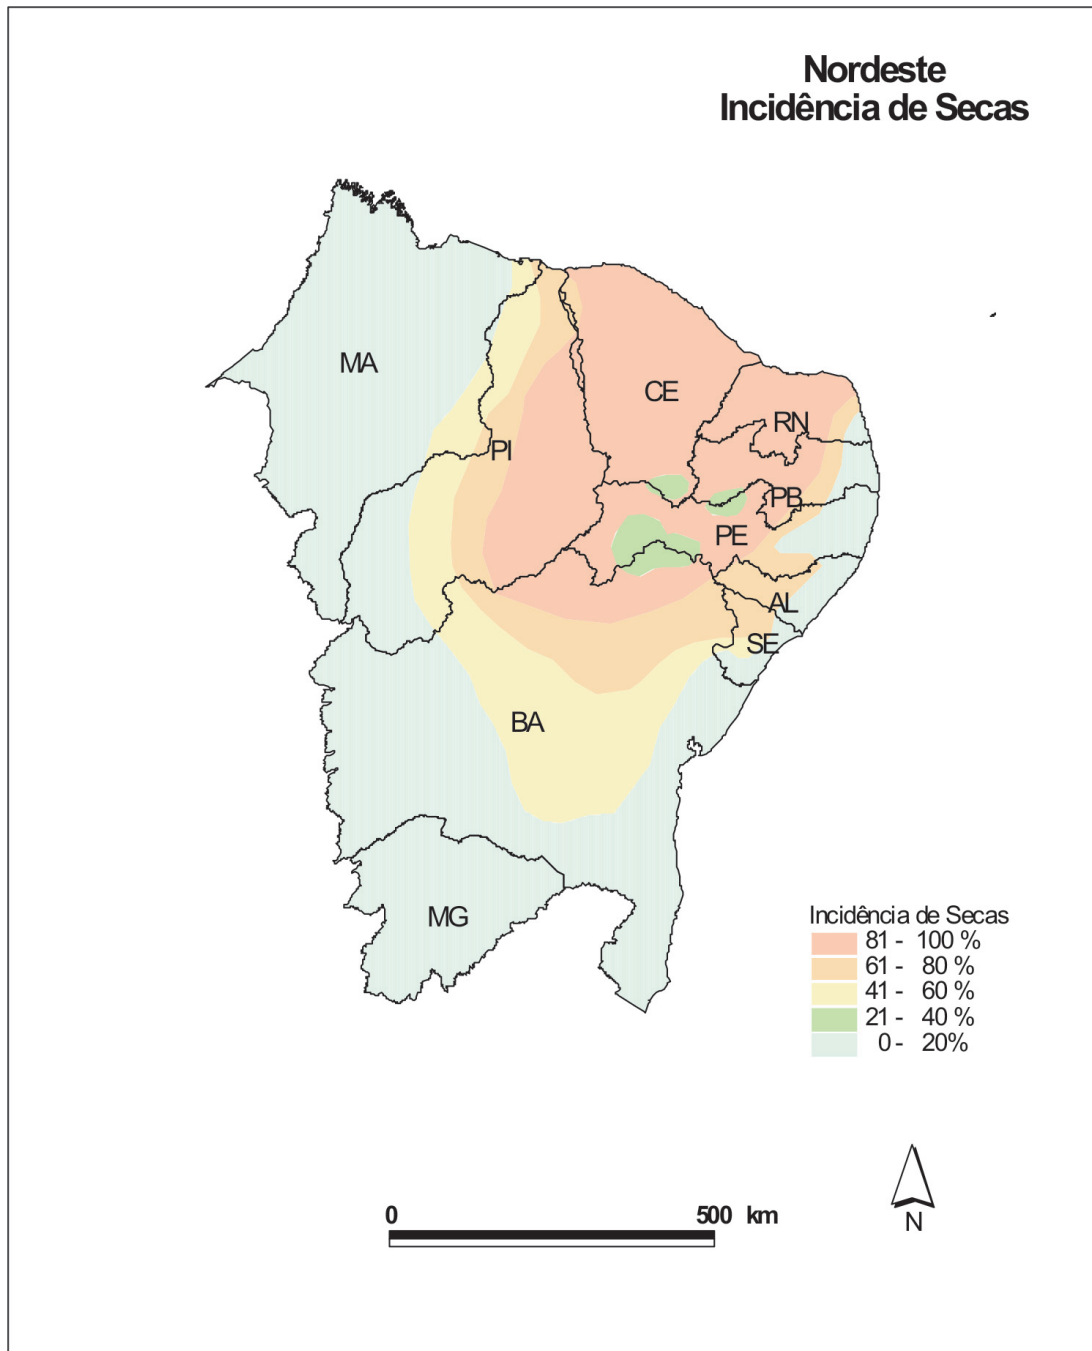 Nordeste
Incidência de Secas
MA
CE
RN
PI
PB
PE
AL
SE
BA
MG
Incidência de Secas
81 - 100 %
61 - 80 %
41 - 60 %
21 - 40 %
0 - 20%
0 500 km
N